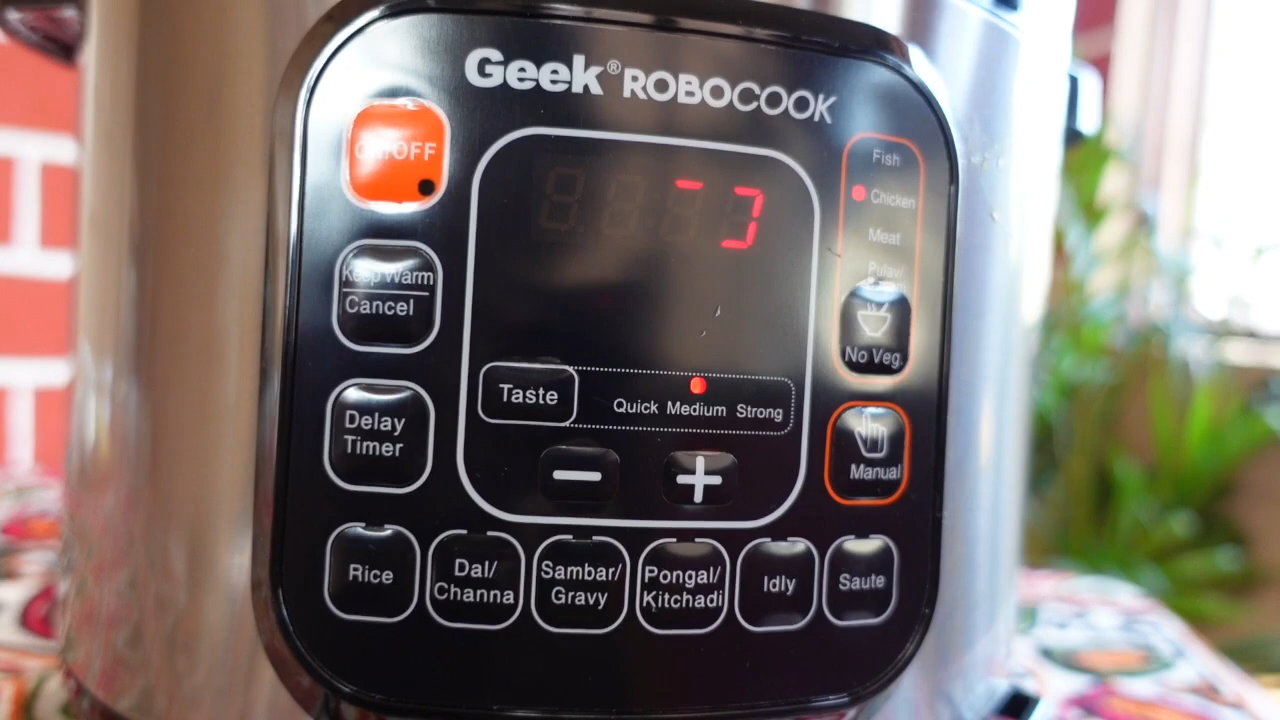 Geek® ROBOCOOK
ON/OFF
Fish
Chicken
Meat
Pulav/
No Veg.
Keep Warm
Cancel
Taste
Quick Medium Strong
Delay
Timer
− +
Manual
Rice
Dal/
Channa
Sambar/
Gravy
Pongal/
Kitchadi
Idly
Saute